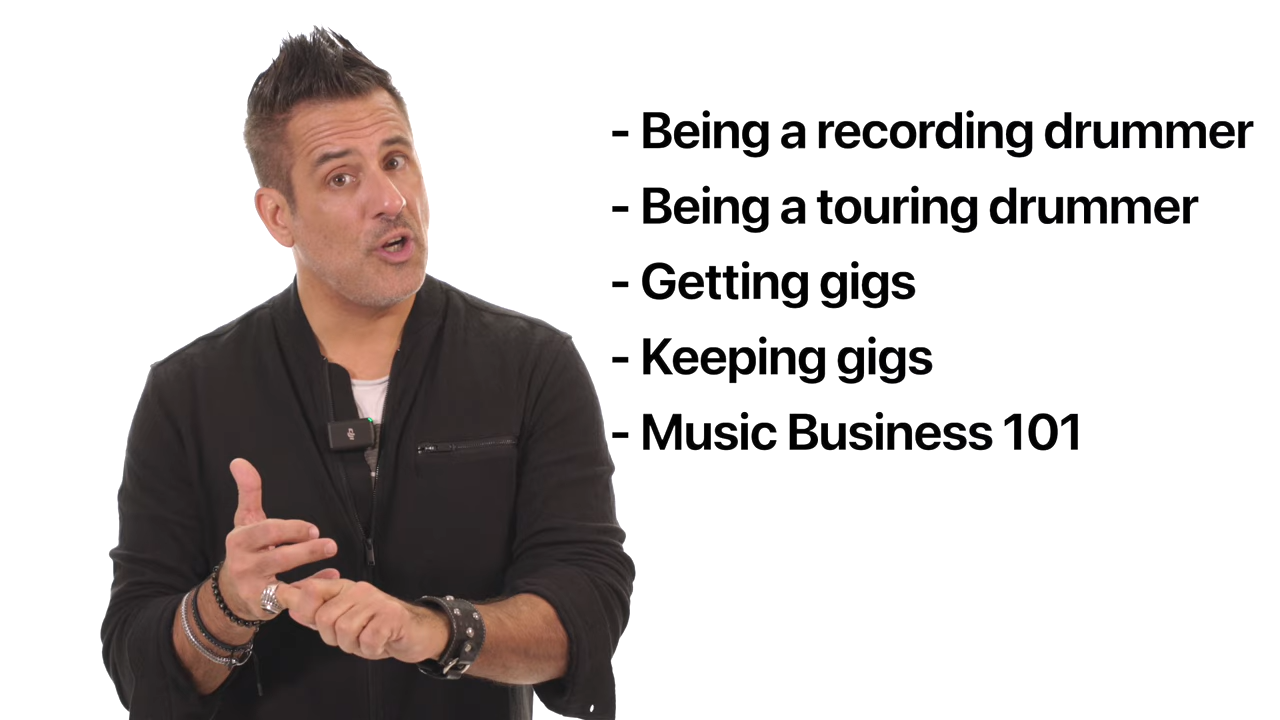 - Being a recording drummer
- Being a touring drummer
- Getting gigs
- Keeping gigs
- Music Business 101